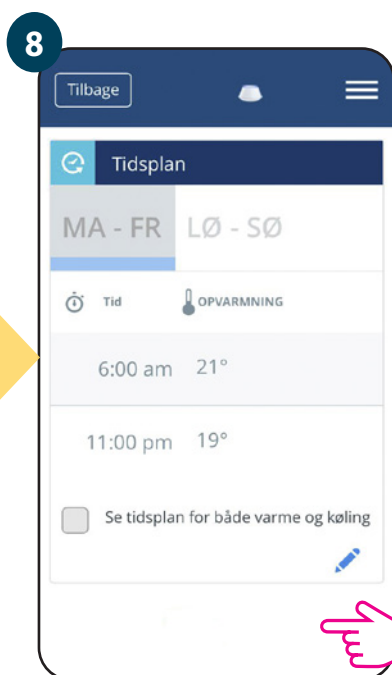 8
Tilbage
Tidsplan
MA - FR LØ - SØ
Tid OPVARMNING
6:00 am 21°
11:00 pm 19°
Se tidsplan for både varme og køling